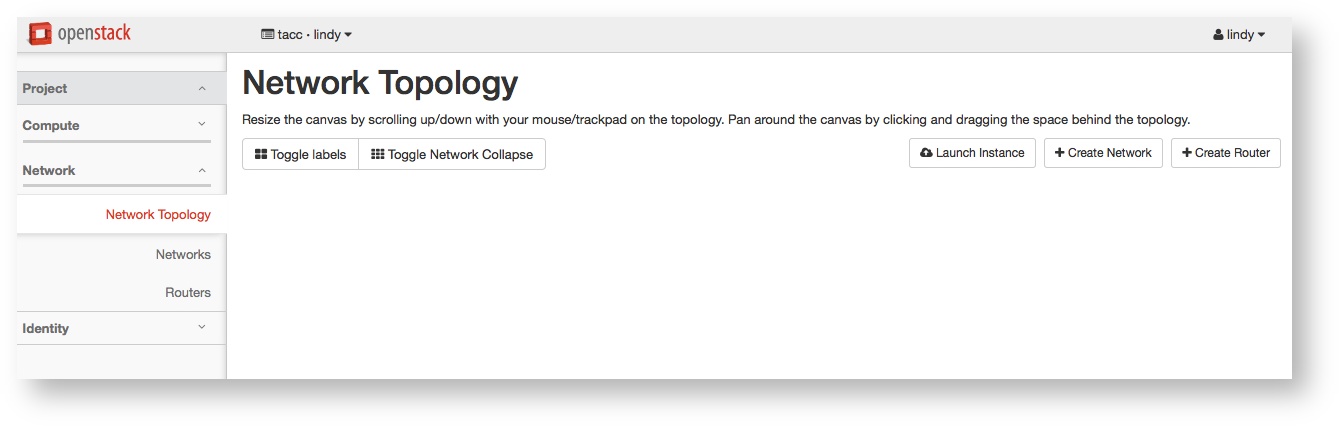 openstack
tacc · lindy
lindy
Project
Compute
Network
Network Topology
Networks
Routers
Identity
Network Topology
Resize the canvas by scrolling up/down with your mouse/trackpad on the topology. Pan around the canvas by clicking and dragging the space behind the topology.
Toggle labels
Toggle Network Collapse
Launch Instance
Create Network
Create Router